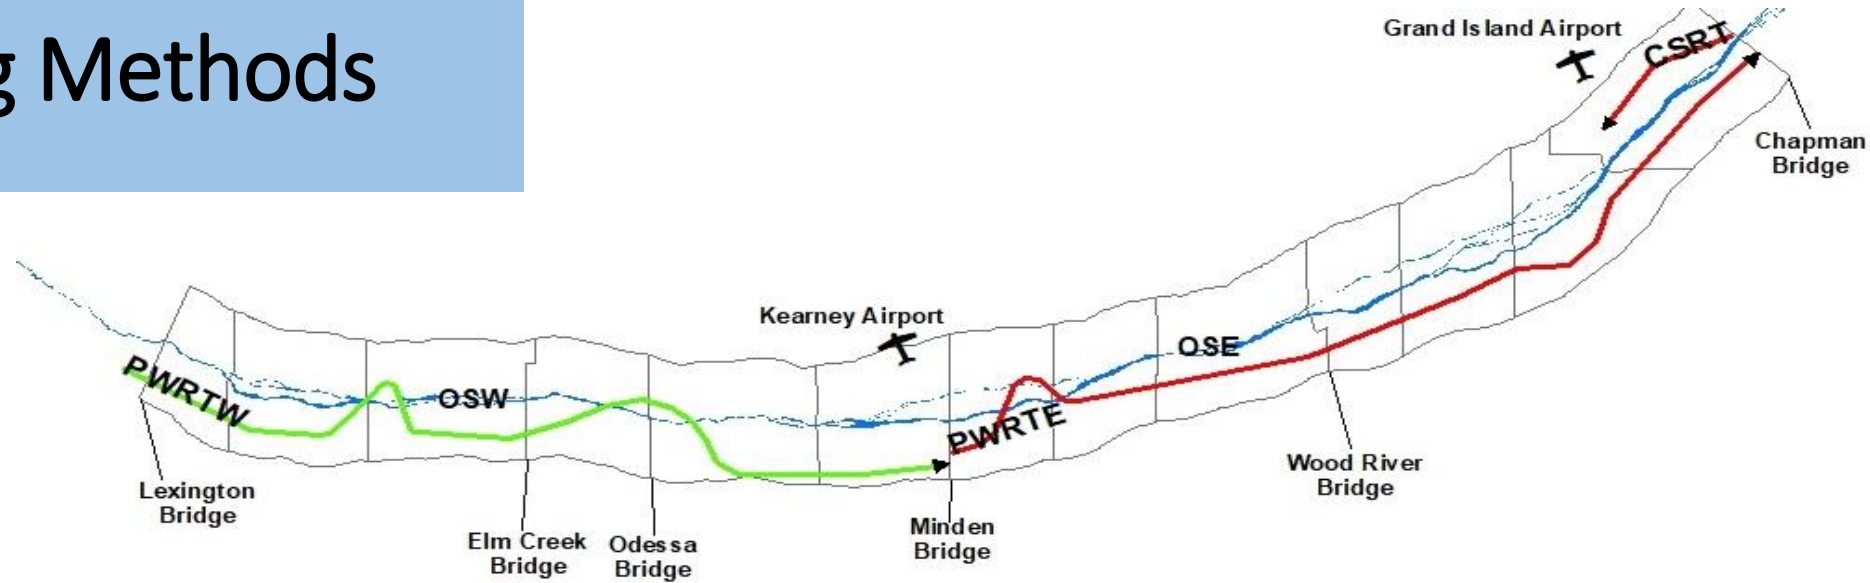 g Methods
Grand Island Airport
CSRT
Chapman
Bridge
Kearney Airport
OSE
PWRTW
OSW
PWRTE
Wood River
Bridge
Lexington
Bridge
Minden
Bridge
Elm Creek
Bridge
Odessa
Bridge